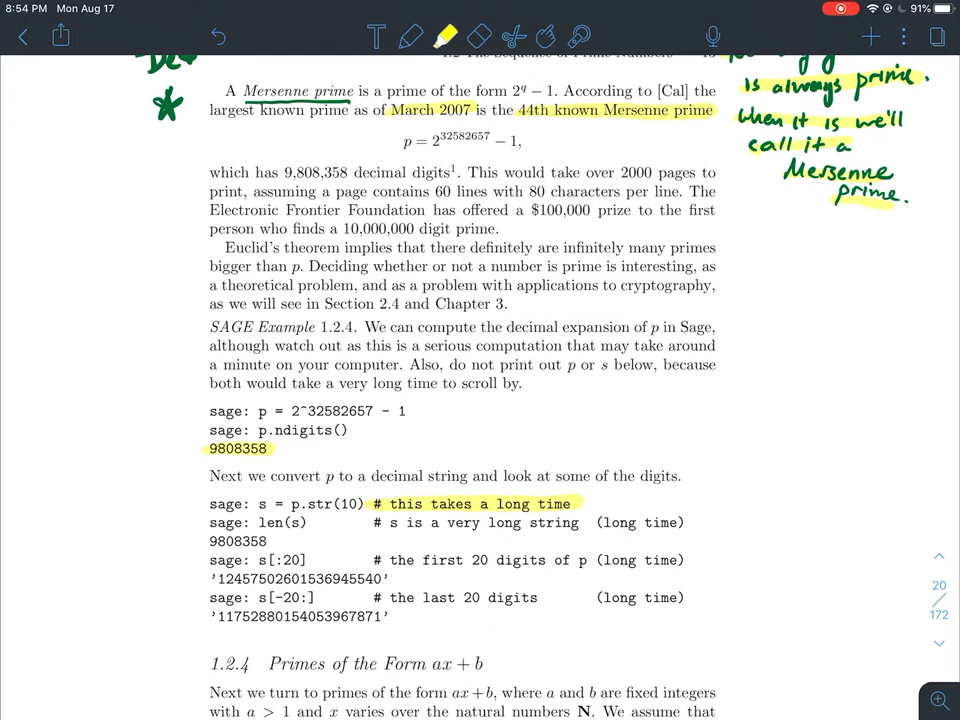 8:54 PM Mon Aug 17
91%
1.2 The Sequence of Prime Numbers
Def
is always prime.
when it is we'll
call it a
Mersenne
prime.
A Mersenne prime is a prime of the form 2^q − 1. According to [Cal] the
largest known prime as of March 2007 is the 44th known Mersenne prime
p = 2^32582657 − 1,
which has 9,808,358 decimal digits¹. This would take over 2000 pages to
print, assuming a page contains 60 lines with 80 characters per line. The
Electronic Frontier Foundation has offered a $100,000 prize to the first
person who finds a 10,000,000 digit prime.
Euclid's theorem implies that there definitely are infinitely many primes
bigger than p. Deciding whether or not a number is prime is interesting, as
a theoretical problem, and as a problem with applications to cryptography,
as we will see in Section 2.4 and Chapter 3.
SAGE Example 1.2.4. We can compute the decimal expansion of p in Sage,
although watch out as this is a serious computation that may take around
a minute on your computer. Also, do not print out p or s below, because
both would take a very long time to scroll by.
sage: p = 2^32582657 - 1
sage: p.ndigits()
9808358
Next we convert p to a decimal string and look at some of the digits.
sage: s = p.str(10) # this takes a long time
sage: len(s) # s is a very long string (long time)
9808358
sage: s[:20] # the first 20 digits of p (long time)
'12457502601536945540'
sage: s[-20:] # the last 20 digits (long time)
'11752880154053967871'
1.2.4 Primes of the Form ax + b
Next we turn to primes of the form ax + b, where a and b are fixed integers
with a > 1 and x varies over the natural numbers N. We assume that
20
172